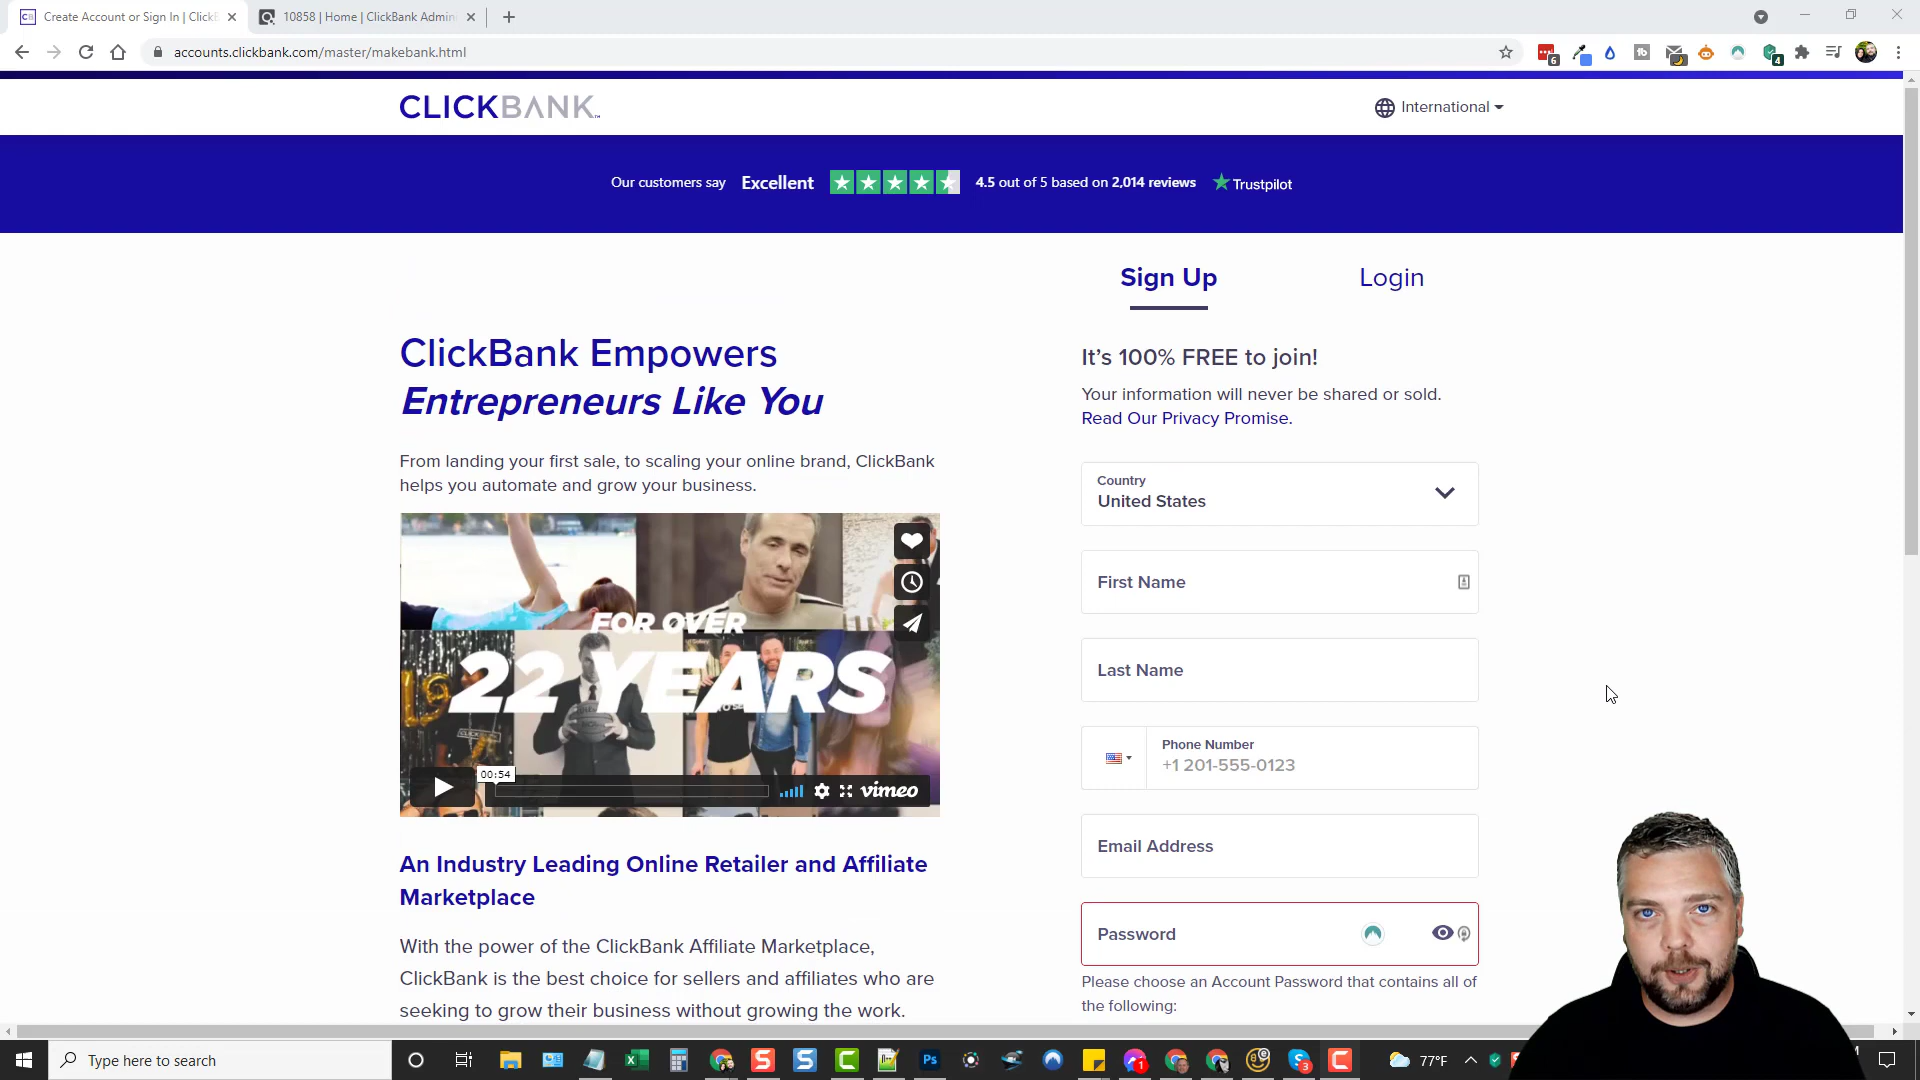 Create Account or Sign In | ClickB
10858 | Home | ClickBank Admin
accounts.clickbank.com/master/makebank.html
6
4
CLICKBANK
International
Our customers say Excellent 4.5 out of 5 based on 2,014 reviews Trustpilot
Sign Up Login
ClickBank Empowers
Entrepreneurs Like You
From landing your first sale, to scaling your online brand, ClickBank
helps you automate and grow your business.
FOR OVER
22 YEARS
19
00:54
vimeo
An Industry Leading Online Retailer and Affiliate
Marketplace
With the power of the ClickBank Affiliate Marketplace,
ClickBank is the best choice for sellers and affiliates who are
seeking to grow their business without growing the work.
It's 100% FREE to join!
Your information will never be shared or sold.
Read Our Privacy Promise.
Country
United States
First Name
Last Name
Phone Number
+1 201-555-0123
Email Address
Password
Please choose an Account Password that contains all of
the following:
Type here to search
Ps
1
3
77°F